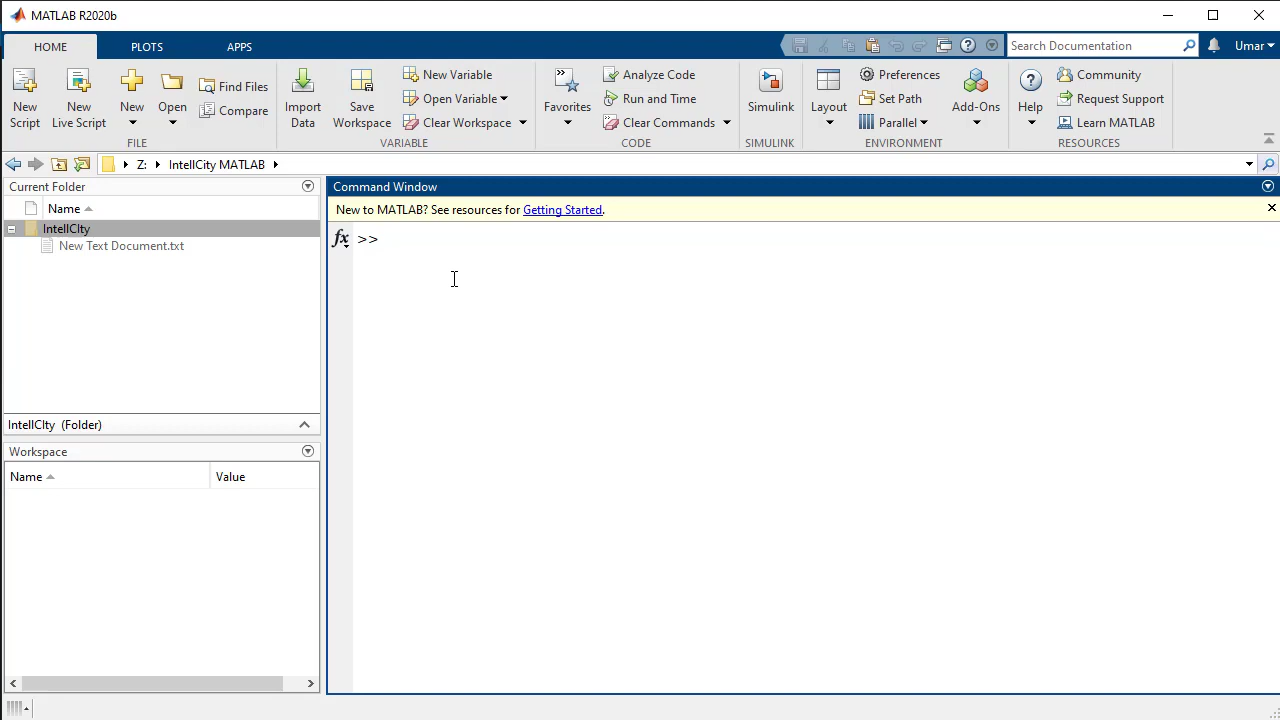 MATLAB R2020b
HOME PLOTS APPS
Search Documentation
Umar
New Script
New Live Script
New
Open
Find Files
Compare
FILE
Import Data
Save Workspace
New Variable
Open Variable
Clear Workspace
VARIABLE
Favorites
Analyze Code
Run and Time
Clear Commands
CODE
Simulink
SIMULINK
Layout
Preferences
Set Path
Parallel
Add-Ons
ENVIRONMENT
Help
Community
Request Support
Learn MATLAB
RESOURCES
Z: IntellCity MATLAB
Current Folder
Name
IntellCIty
New Text Document.txt
IntellCIty (Folder)
Workspace
Name Value
Command Window
New to MATLAB? See resources for Getting Started.
fx >>